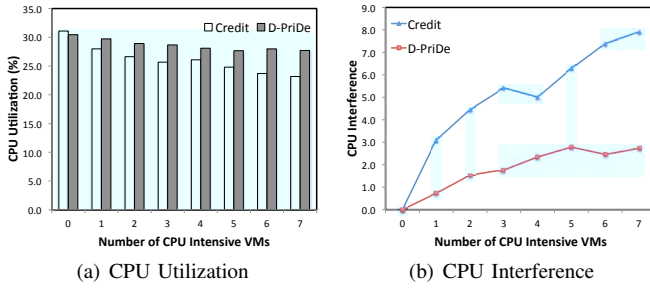 Credit D-PriDe
CPU Utilization (%)
35.0
30.0
25.0
20.0
15.0
10.0
5.0
0.0
0 1 2 3 4 5 6 7
Number of CPU Intensive VMs
(a) CPU Utilization
Credit
D-PriDe
CPU Interference
9.0
8.0
7.0
6.0
5.0
4.0
3.0
2.0
1.0
0.0
0 1 2 3 4 5 6 7
Number of CPU Intensive VMs
(b) CPU Interference